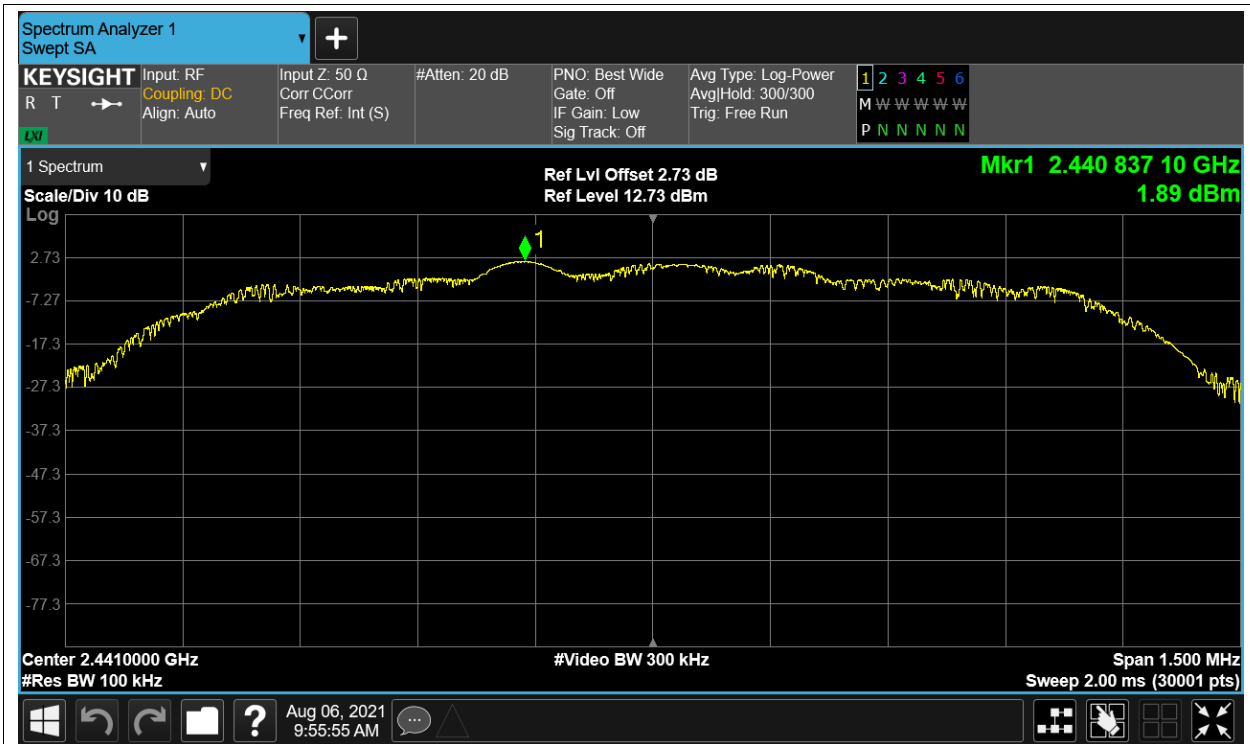 Spectrum Analyzer 1
Swept SA
KEYSIGHT
R T
LXI
Input: RF
Coupling: DC
Align: Auto
Input Z: 50 Ω
Corr CCorr
Freq Ref: Int (S)
#Atten: 20 dB
PNO: Best Wide
Gate: Off
IF Gain: Low
Sig Track: Off
Avg Type: Log-Power
Avg|Hold: 300/300
Trig: Free Run
1 2 3 4 5 6
M W W W W W
P N N N N N
1 Spectrum
Scale/Div 10 dB
Log
Ref Lvl Offset 2.73 dB
Ref Level 12.73 dBm
Mkr1 2.440 837 10 GHz
1.89 dBm
1
2.73
-7.27
-17.3
-27.3
-37.3
-47.3
-57.3
-67.3
-77.3
Center 2.4410000 GHz
#Res BW 100 kHz
#Video BW 300 kHz
Span 1.500 MHz
Sweep 2.00 ms (30001 pts)
?
Aug 06, 2021
9:55:55 AM